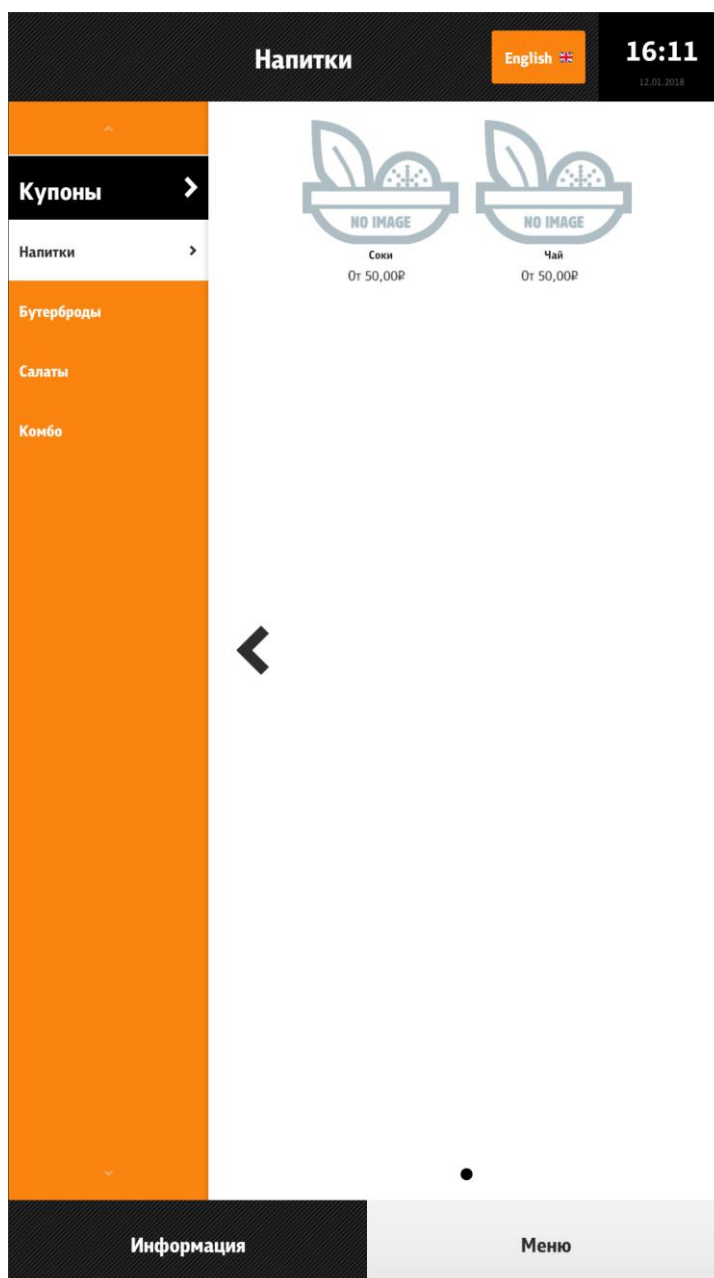 Напитки
English
16:11
12.01.2018
Купоны
Напитки
Бутерброды
Салаты
Комбо
NO IMAGE
Соки
От 50,00₽
NO IMAGE
Чай
От 50,00₽
Информация
Меню